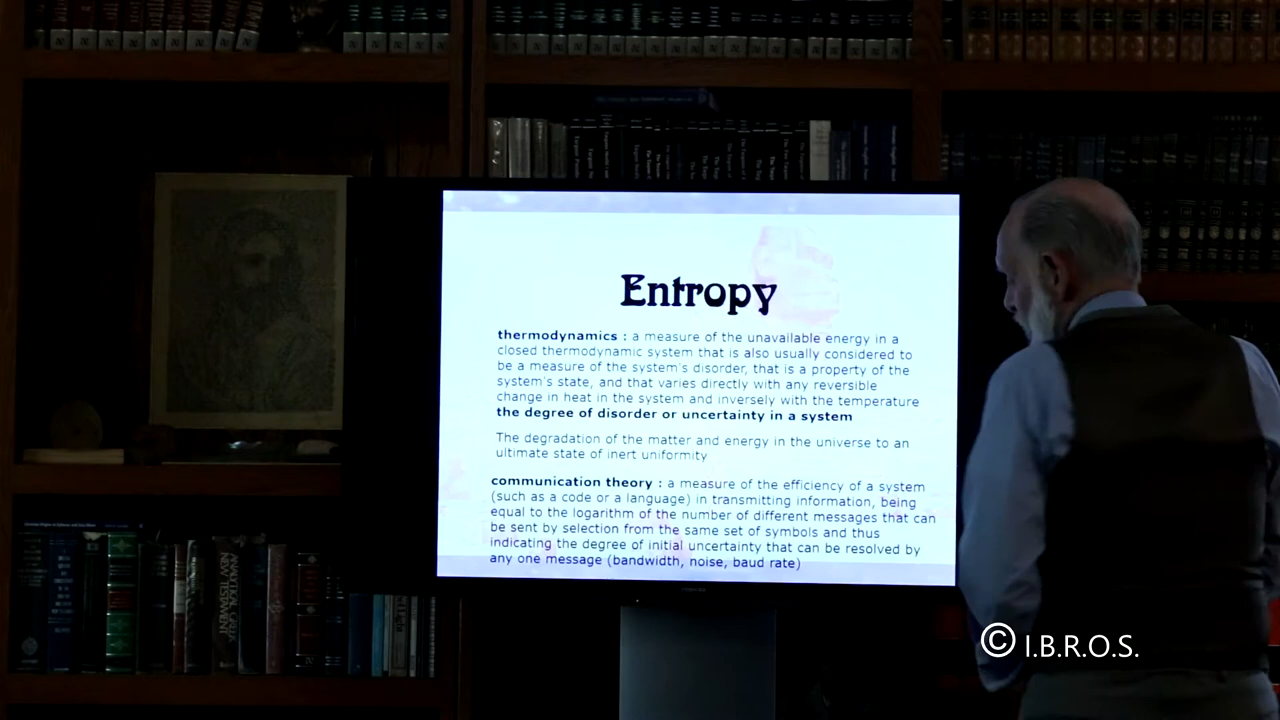 Entropy
thermodynamics : a measure of the unavailable energy in a
closed thermodynamic system that is also usually considered to
be a measure of the system's disorder, that is a property of the
system's state, and that varies directly with any reversible
change in heat in the system and inversely with the temperature
the degree of disorder or uncertainty in a system
The degradation of the matter and energy in the universe to an
ultimate state of inert uniformity
communication theory : a measure of the efficiency of a system
(such as a code or a language) in transmitting information, being
equal to the logarithm of the number of different messages that can
be sent by selection from the same set of symbols and thus
indicating the degree of initial uncertainty that can be resolved by
any one message (bandwidth, noise, baud rate)
ANALYTICAL GREEK
NEW TESTAMENT
© I.B.R.O.S.